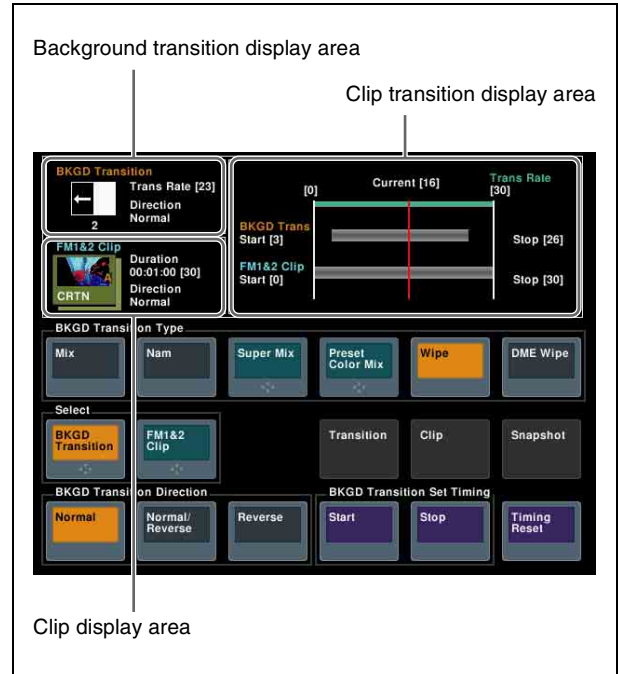 Background transition display area
Clip transition display area
BKGD Transition
Trans Rate [23]
Direction
Normal
2
FM1&2 Clip
Duration
00:01:00 [30]
Direction
Normal
A
CRTN
[0]
Current [16]
Trans Rate
[30]
BKGD Trans
Start [3]
Stop [26]
FM1&2 Clip
Start [0]
Stop [30]
BKGD Transition Type
Mix
Nam
Super Mix
Preset
Color Mix
Wipe
DME Wipe
Select
BKGD
Transition
FM1&2
Clip
Transition
Clip
Snapshot
BKGD Transition Direction
BKGD Transition Set Timing
Normal
Normal/
Reverse
Reverse
Start
Stop
Timing
Reset
Clip display area